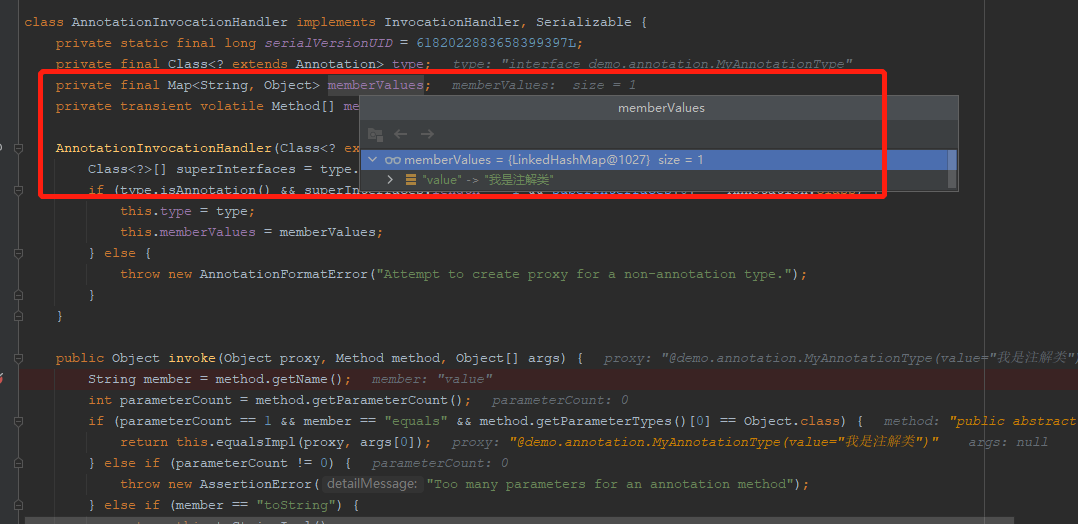 class AnnotationInvocationHandler implements InvocationHandler, Serializable {
private static final long serialVersionUID = 6182022883658399397L;
private final Class<? extends Annotation> type; type: "interface demo.annotation.MyAnnotationType"
private final Map<String, Object> memberValues; memberValues: size = 1
private transient volatile Method[] me
memberValues
AnnotationInvocationHandler(Class<? ex
memberValues = {LinkedHashMap@1027} size = 1
Class<?>[] superInterfaces = type.
"value" -> "我是注解类"
if (type.isAnnotation() &&
this.type = type;
this.memberValues = memberValues;
} else {
throw new AnnotationFormatError("Attempt to create proxy for a non-annotation type.");
}
}
public Object invoke(Object proxy, Method method, Object[] args) { proxy: "@demo.annotation.MyAnnotationType(value="我是注解类")
String member = method.getName(); member: "value"
int parameterCount = method.getParameterCount(); parameterCount: 0
if (parameterCount == 1 && member == "equals" && method.getParameterTypes()[0] == Object.class) { method: "public abstract
return this.equalsImpl(proxy, args[0]); proxy: "@demo.annotation.MyAnnotationType(value="我是注解类")" args: null
} else if (parameterCount != 0) { parameterCount: 0
throw new AssertionError( detailMessage: "Too many parameters for an annotation method");
} else if (member == "toString") {